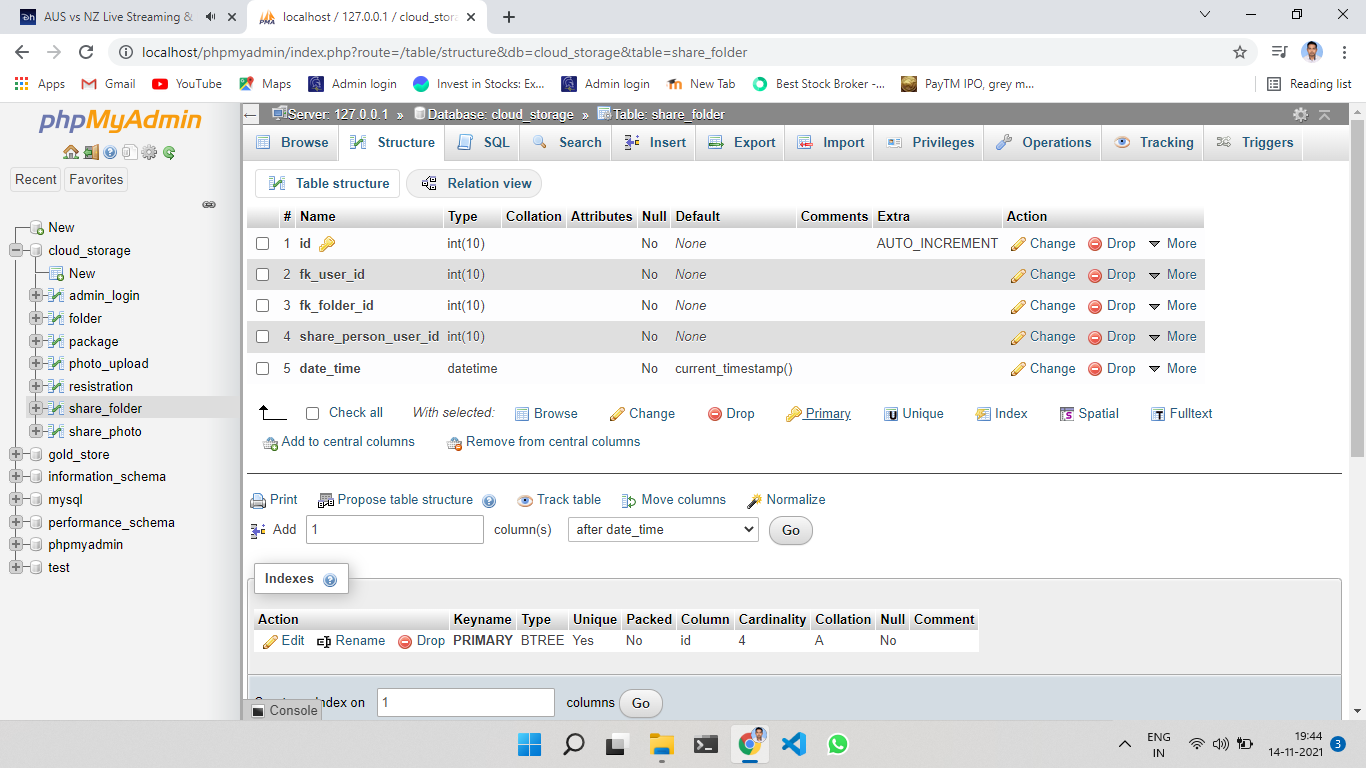 AUS vs NZ Live Streaming &
localhost / 127.0.0.1 / cloud_stora
localhost/phpmyadmin/index.php?route=/table/structure&db=cloud_storage&table=share_folder
Apps Gmail YouTube Maps Admin login Invest in Stocks: Ex... Admin login New Tab Best Stock Broker -... PayTM IPO, grey m... Reading list
phpMyAdmin
Recent Favorites
New
cloud_storage
New
admin_login
folder
package
photo_upload
resistration
share_folder
share_photo
gold_store
information_schema
mysql
performance_schema
phpmyadmin
test
Server: 127.0.0.1 » Database: cloud_storage » Table: share_folder
Browse Structure SQL Search Insert Export Import Privileges Operations Tracking Triggers
Table structure Relation view
# Name Type Collation Attributes Null Default Comments Extra Action
1 id int(10) No None AUTO_INCREMENT Change Drop More
2 fk_user_id int(10) No None Change Drop More
3 fk_folder_id int(10) No None Change Drop More
4 share_person_user_id int(10) No None Change Drop More
5 date_time datetime No current_timestamp() Change Drop More
Check all With selected: Browse Change Drop Primary Unique Index Spatial Fulltext
Add to central columns Remove from central columns
Print Propose table structure Track table Move columns Normalize
Add 1 column(s) after date_time Go
Indexes
Action Keyname Type Unique Packed Column Cardinality Collation Null Comment
Edit Rename Drop PRIMARY BTREE Yes No id 4 A No
index on 1 columns Go
Console
ENG
IN
19:44
14-11-2021
3